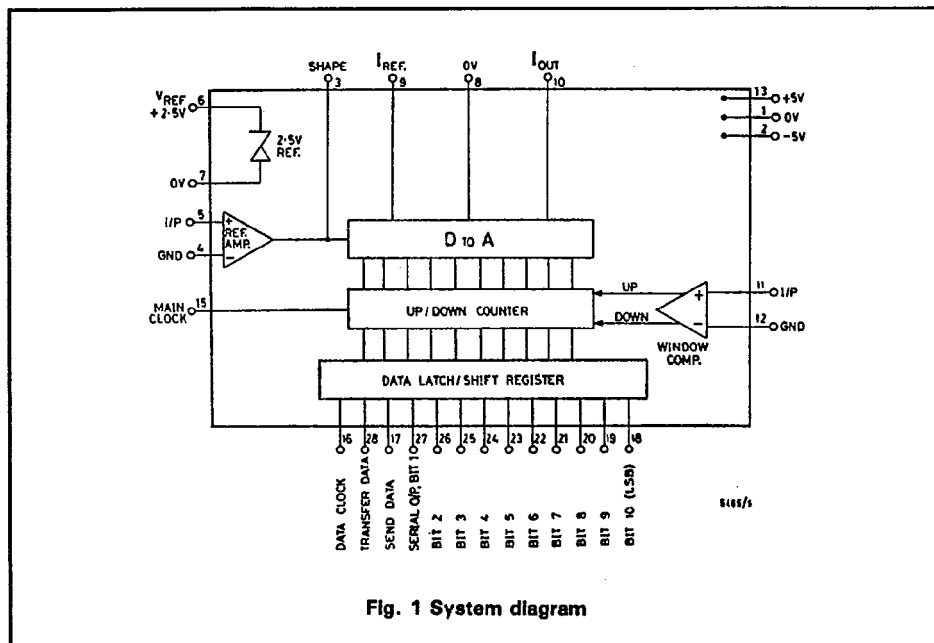 SHAPE
3
IREF.
9
0V
8
IOUT
10
VREF
+2·5V
6
2·5V
REF.
0V
7
13
+5V
1
0V
2
-5V
I/P
5
+
REF.
AMP.
GND
4
-
D TO A
MAIN
CLOCK
15
UP/DOWN COUNTER
UP
DOWN
+
-
11
I/P
12
GND
WINDOW
COMP.
DATA LATCH/SHIFT REGISTER
16
28
17
27
26
25
24
23
22
21
20
19
18
DATA CLOCK
TRANSFER DATA
SEND DATA
SERIAL O/P, BIT 1
BIT 2
BIT 3
BIT 4
BIT 5
BIT 6
BIT 7
BIT 8
BIT 9
BIT 10 (LSB)
Fig. 1 System diagram